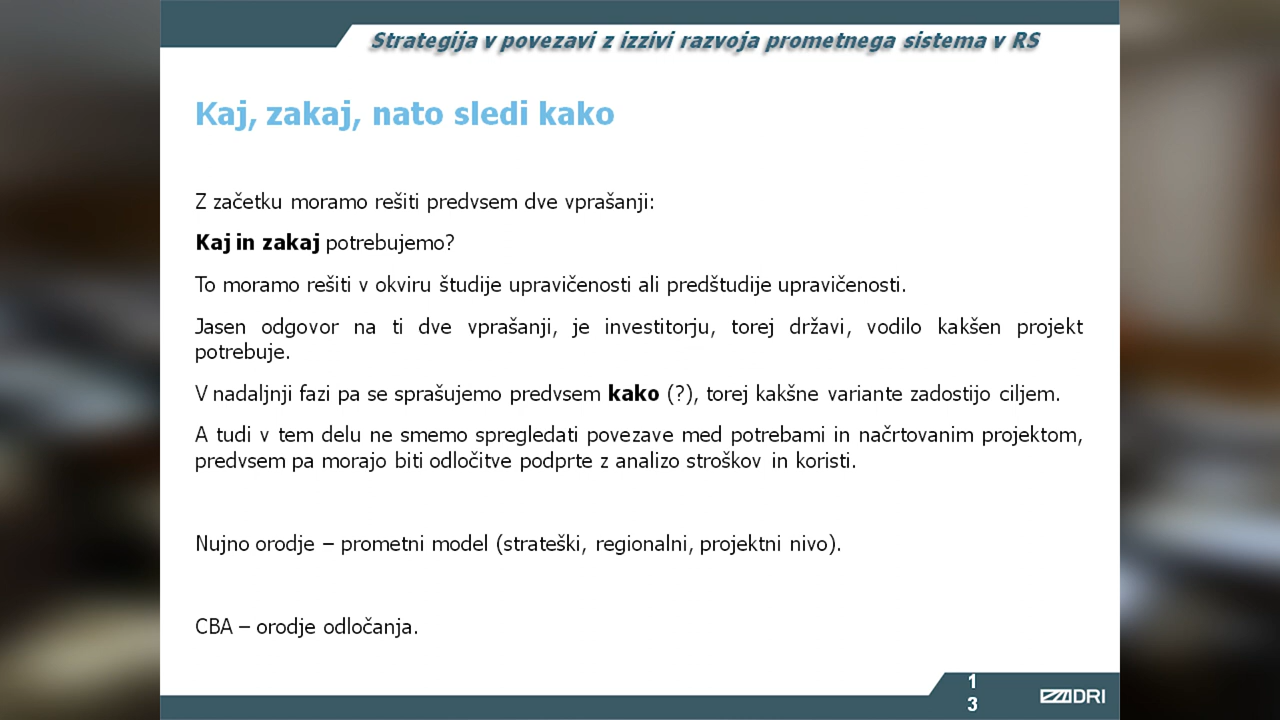 Strategija v povezavi z izzivi razvoja prometnega sistema v RS
Kaj, zakaj, nato sledi kako
Z začetku moramo rešiti predvsem dve vprašanji:
Kaj in zakaj potrebujemo?
To moramo rešiti v okviru študije upravičenosti ali predštudije upravičenosti.
Jasen odgovor na ti dve vprašanji, je investitorju, torej državi, vodilo kakšen projekt
potrebuje.
V nadaljnji fazi pa se sprašujemo predvsem kako (?), torej kakšne variante zadostijo ciljem.
A tudi v tem delu ne smemo spregledati povezave med potrebami in načrtovanim projektom,
predvsem pa morajo biti odločitve podprte z analizo stroškov in koristi.
Nujno orodje – prometni model (strateški, regionalni, projektni nivo).
CBA – orodje odločanja.
1
3
DRI